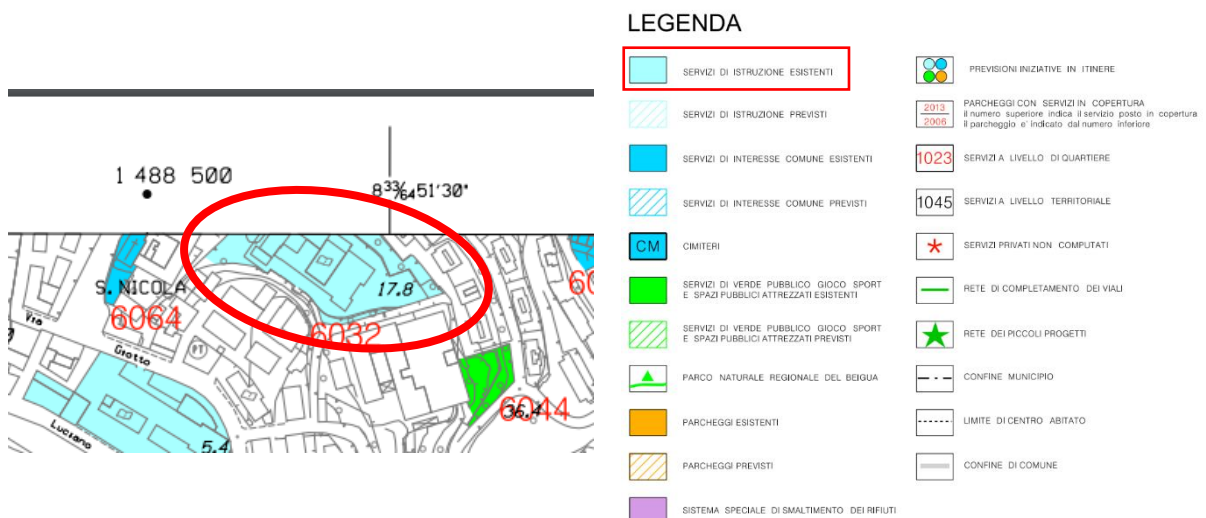 1 488 500
8 33⁄64 51'30"
S. NICOLA
6064
17.8
6032
Via
Grotto
PT
6044
36.4
Luciano
5.4
60
LEGENDA
SERVIZI DI ISTRUZIONE ESISTENTI
SERVIZI DI ISTRUZIONE PREVISTI
SERVIZI DI INTERESSE COMUNE ESISTENTI
SERVIZI DI INTERESSE COMUNE PREVISTI
CM
CIMITERI
SERVIZI DI VERDE PUBBLICO GIOCO SPORT
E SPAZI PUBBLICI ATTREZZATI ESISTENTI
SERVIZI DI VERDE PUBBLICO GIOCO SPORT
E SPAZI PUBBLICI ATTREZZATI PREVISTI
PARCO NATURALE REGIONALE DEL BEIGUA
PARCHEGGI ESISTENTI
PARCHEGGI PREVISTI
SISTEMA SPECIALE DI SMALTIMENTO DEI RIFIUTI
PREVISIONI INIZIATIVE IN ITINERE
2013
2006
PARCHEGGI CON SERVIZI IN COPERTURA
il numero superiore indica il servizio posto in copertura
il parcheggio e' indicato dal numero inferiore
1023
SERVIZI A LIVELLO DI QUARTIERE
1045
SERVIZI A LIVELLO TERRITORIALE
SERVIZI PRIVATI NON COMPUTATI
RETE DI COMPLETAMENTO DEI VIALI
RETE DEI PICCOLI PROGETTI
CONFINE MUNICIPIO
LIMITE DI CENTRO ABITATO
CONFINE DI COMUNE